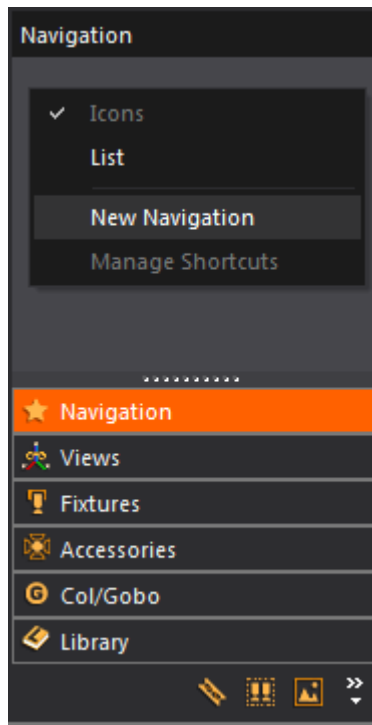 Navigation
Icons
List
New Navigation
Manage Shortcuts
Navigation
Views
Fixtures
Accessories
G Col/Gobo
Library